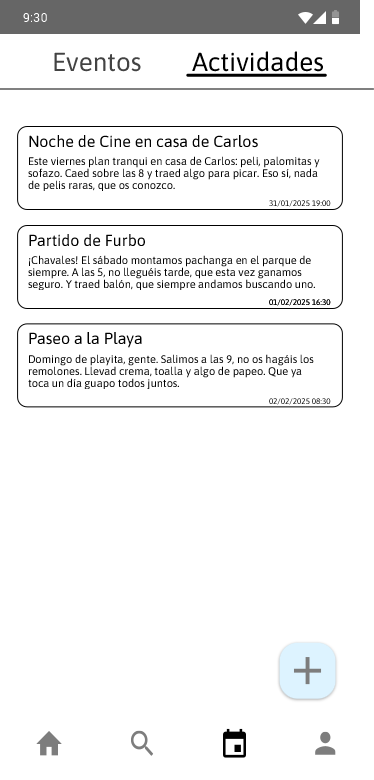 9:30
Eventos
Actividades
Noche de Cine en casa de Carlos
Este viernes plan tranqui en casa de Carlos: peli, palomitas y
sofazo. Caed sobre las 8 y traed algo para picar. Eso sí, nada
de pelis raras, que os conozco.
31/01/2025 19:00
Partido de Furbo
¡Chavales! El sábado montamos pachanga en el parque de
siempre. A las 5, no lleguéis tarde, que esta vez ganamos
seguro. Y traed balón, que siempre andamos buscando uno.
01/02/2025 16:30
Paseo a la Playa
Domingo de playita, gente. Salimos a las 9, no os hagáis los
remolones. Llevad crema, toalla y algo de papeo. Que ya
toca un día guapo todos juntos.
02/02/2025 08:30